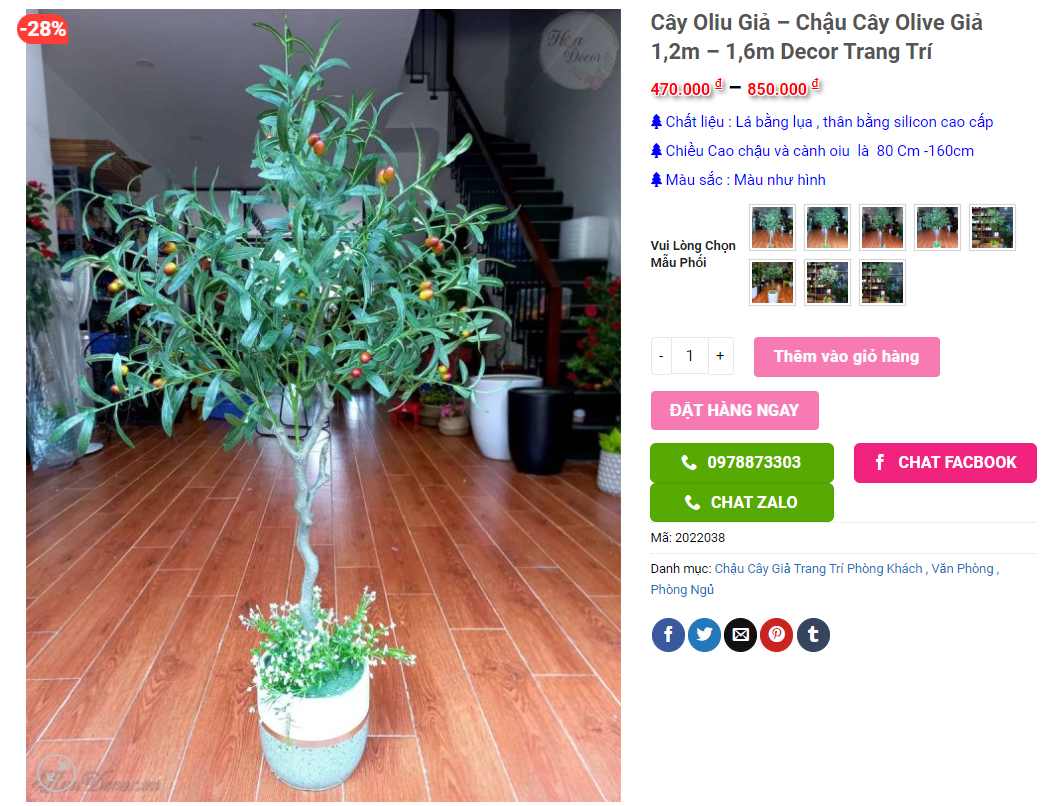 -28%
Hoa
Decor
Cây Oliu Giả – Chậu Cây Olive Giả
1,2m – 1,6m Decor Trang Trí
470.000 ₫ – 850.000 ₫
Chất liệu : Lá bằng lụa , thân bằng silicon cao cấp
Chiều Cao chậu và cành oiu là 80 Cm -160cm
Màu sắc : Màu như hình
Vui Lòng Chọn
Mẫu Phối
- 1 + Thêm vào giỏ hàng
ĐẶT HÀNG NGAY
0978873303 CHAT FACBOOK
CHAT ZALO
Mã: 2022038
Danh mục: Chậu Cây Giả Trang Trí Phòng Khách , Văn Phòng ,
Phòng Ngủ